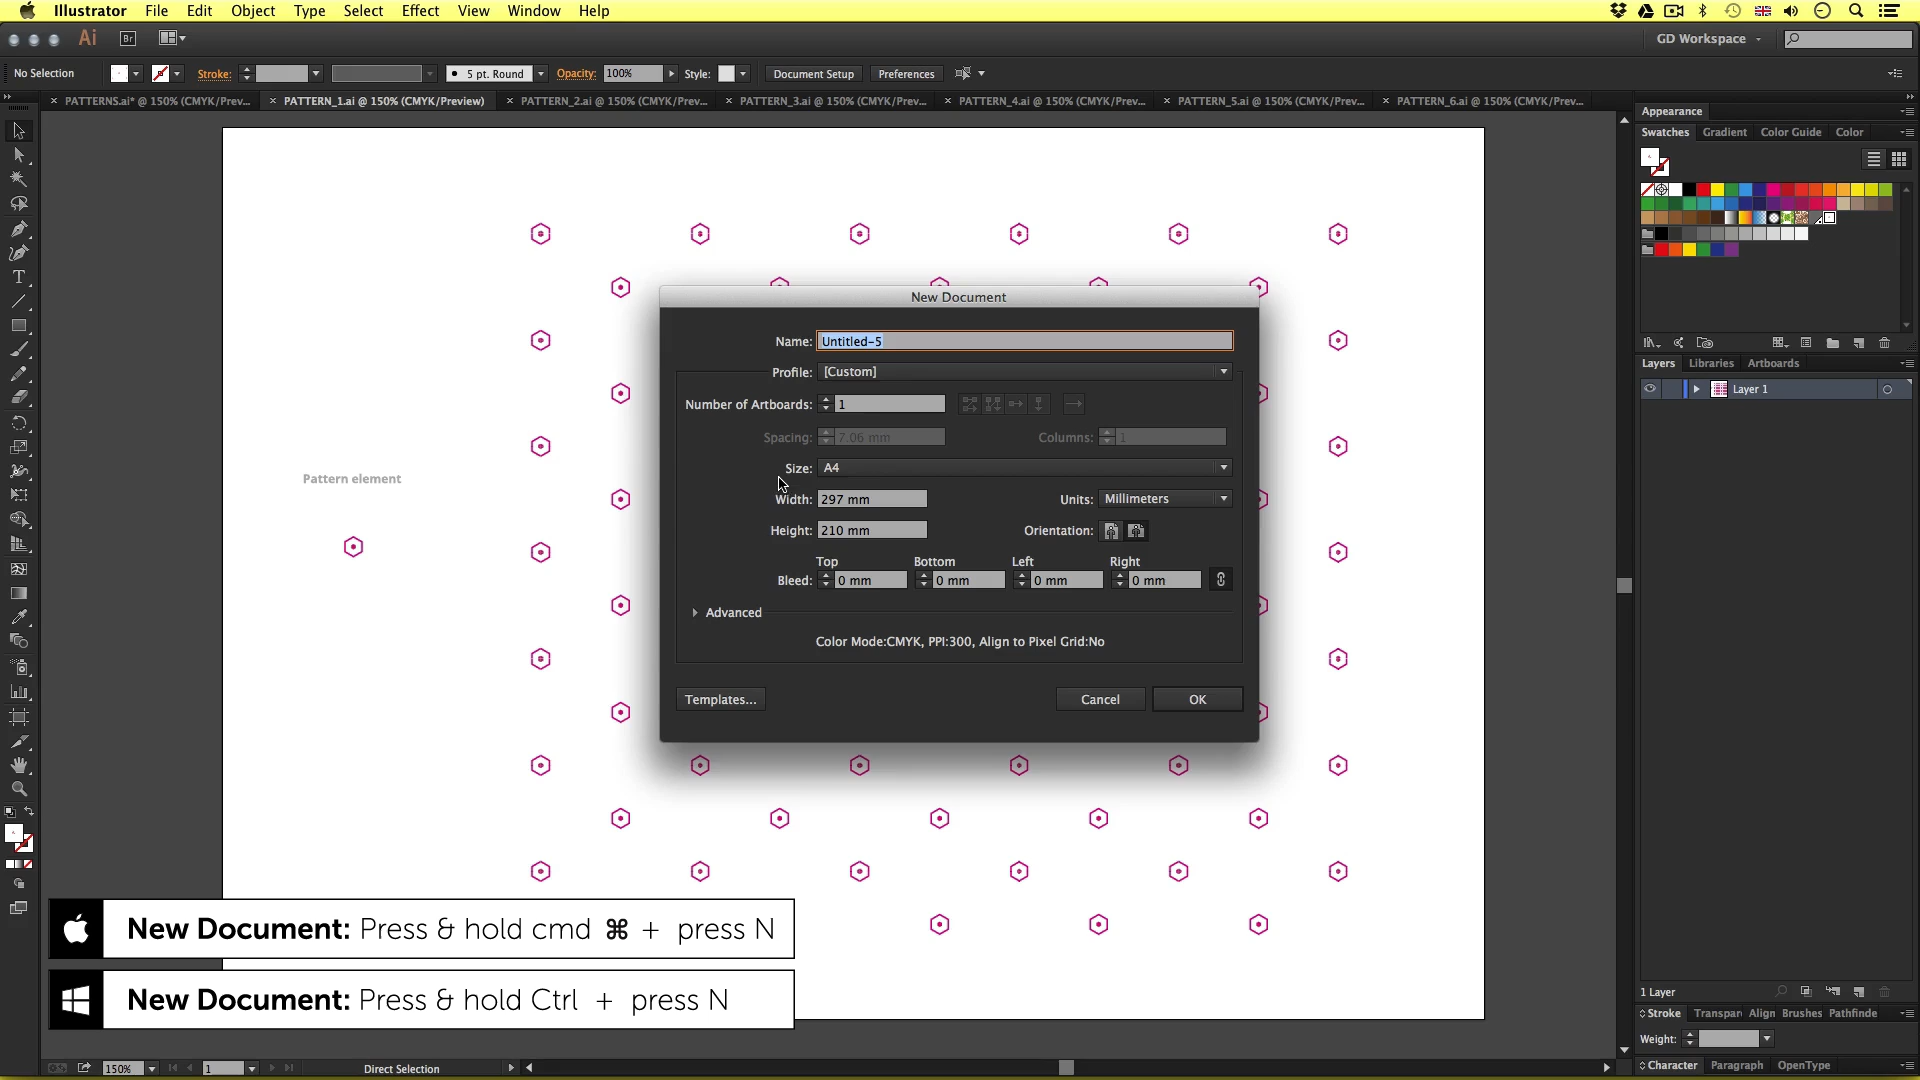 Illustrator File Edit Object Type Select Effect View Window Help
Ai Br GD Workspace
No Selection Stroke: 5 pt. Round Opacity: 100% Style: Document Setup Preferences
PATTERNS.ai* @ 150% (CMYK/Prev... PATTERN_1.ai @ 150% (CMYK/Preview) PATTERN_2.ai @ 150% (CMYK/Prev... PATTERN_3.ai @ 150% (CMYK/Prev... PATTERN_4.ai @ 150% (CMYK/Prev... PATTERN_5.ai @ 150% (CMYK/Prev... PATTERN_6.ai @ 150% (CMYK/Prev...
Appearance
Swatches Gradient Color Guide Color
New Document
Name: Untitled-5
Profile: [Custom]
Number of Artboards: 1
Spacing: 7.06 mm Columns: 1
Size: A4
Width: 297 mm Units: Millimeters
Height: 210 mm Orientation:
Top Bottom Left Right
Bleed: 0 mm 0 mm 0 mm 0 mm
Advanced
Color Mode:CMYK, PPI:300, Align to Pixel Grid:No
Templates... Cancel OK
Pattern element
Layers Libraries Artboards
Layer 1
New Document: Press & hold cmd ⌘ + press N
New Document: Press & hold Ctrl + press N
1 Layer
Stroke Transpar Align Brushes Pathfinde
Weight:
Character Paragraph OpenType
150% 1 Direct Selection